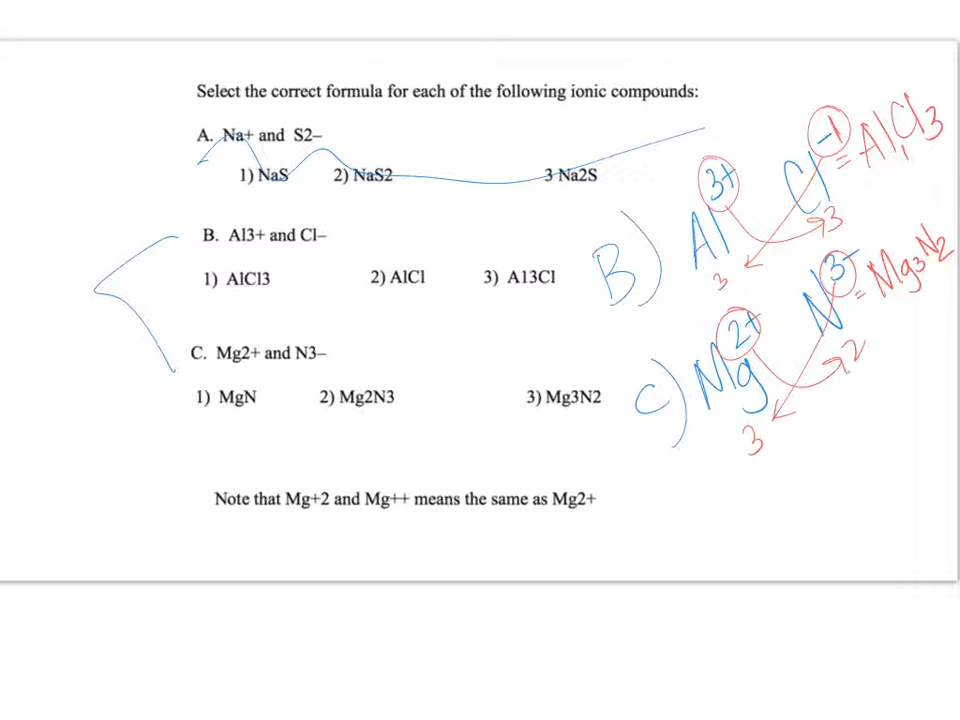 Select the correct formula for each of the following ionic compounds:
A. Na+ and S2–
1) NaS 2) NaS2 3 Na2S
B. Al3+ and Cl–
1) AlCl3 2) AlCl 3) A13Cl
C. Mg2+ and N3–
1) MgN 2) Mg2N3 3) Mg3N2
Note that Mg+2 and Mg++ means the same as Mg2+
B) Al 3+ Cl -1 = Al1Cl3
3 3
C) Mg 2+ N 3- = Mg3N2
3 2